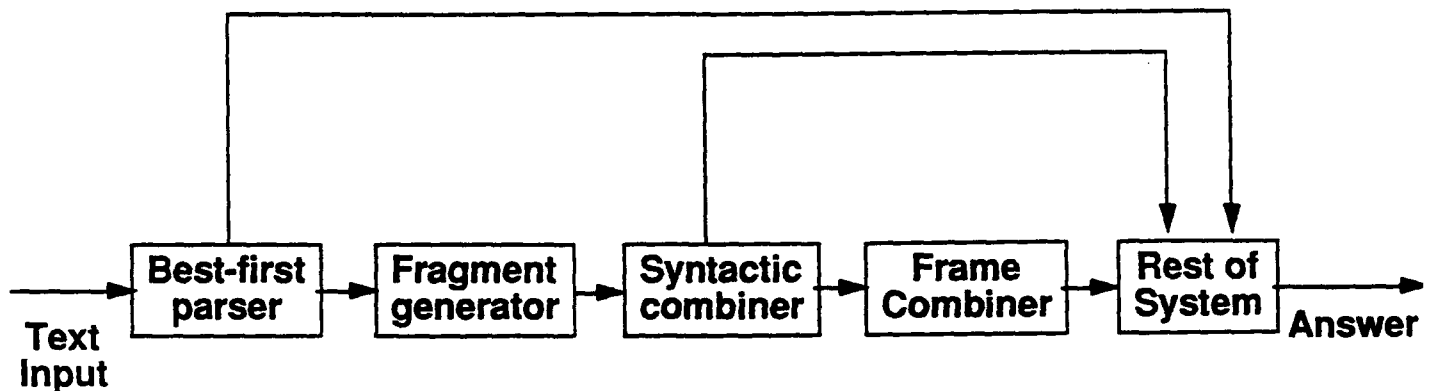 Best-first
parser
Fragment
generator
Syntactic
combiner
Frame
Combiner
Rest of
System
Text
Input
Answer